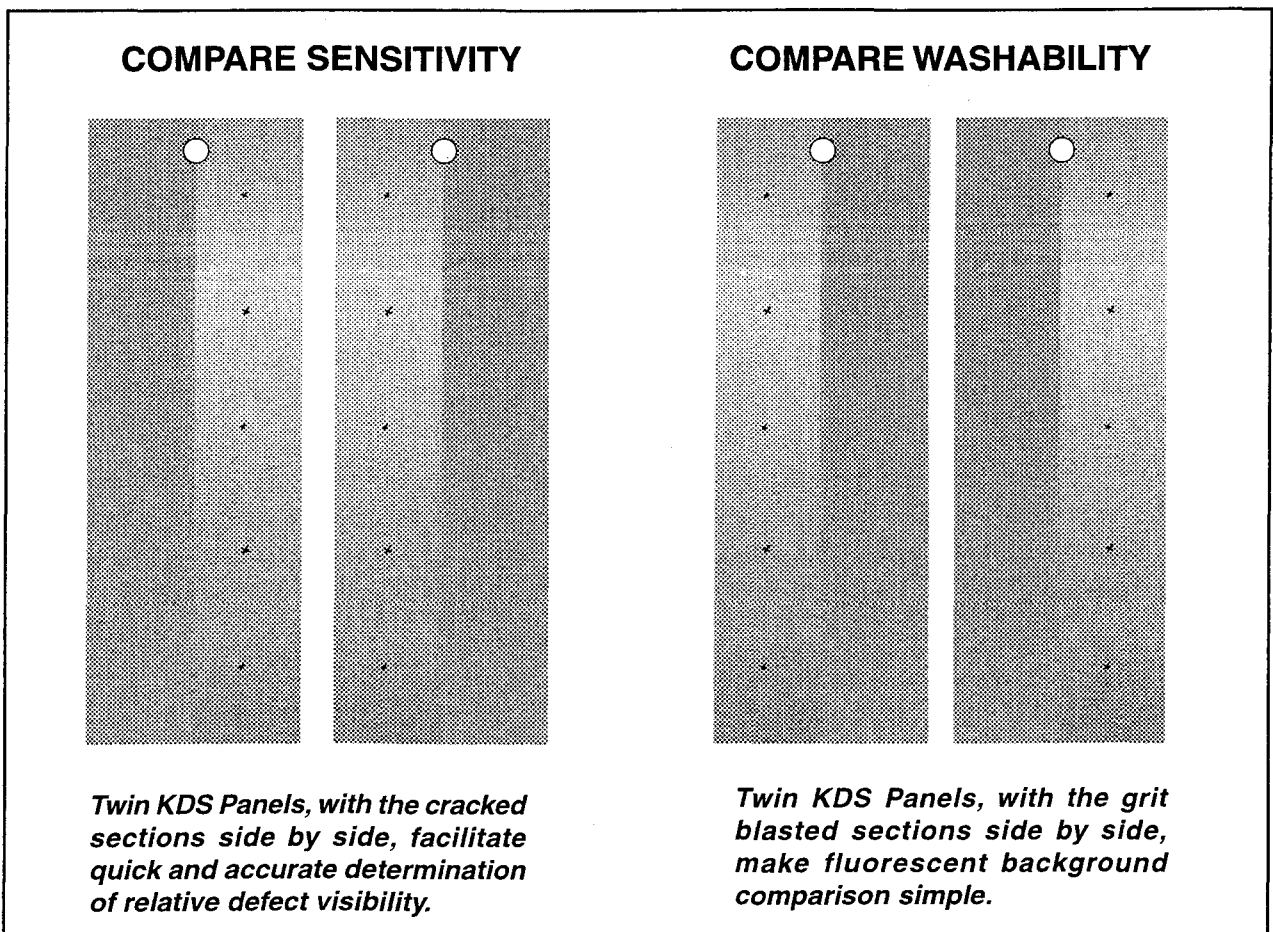 COMPARE SENSITIVITY
COMPARE WASHABILITY
Twin KDS Panels, with the cracked
sections side by side, facilitate
quick and accurate determination
of relative defect visibility.
Twin KDS Panels, with the grit
blasted sections side by side,
make fluorescent background
comparison simple.